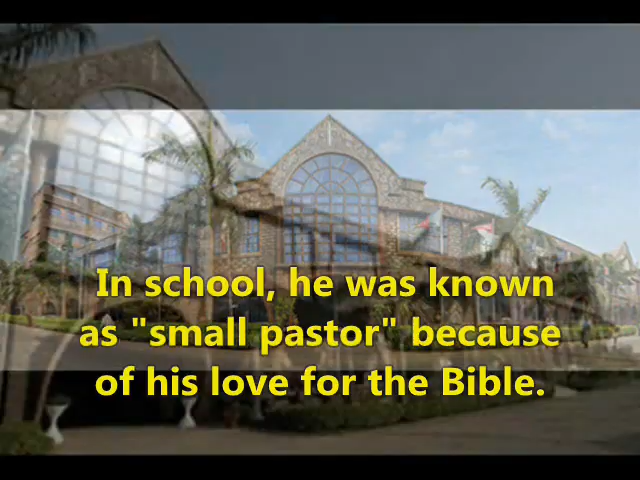 In school, he was known
as "small pastor" because
of his love for the Bible.